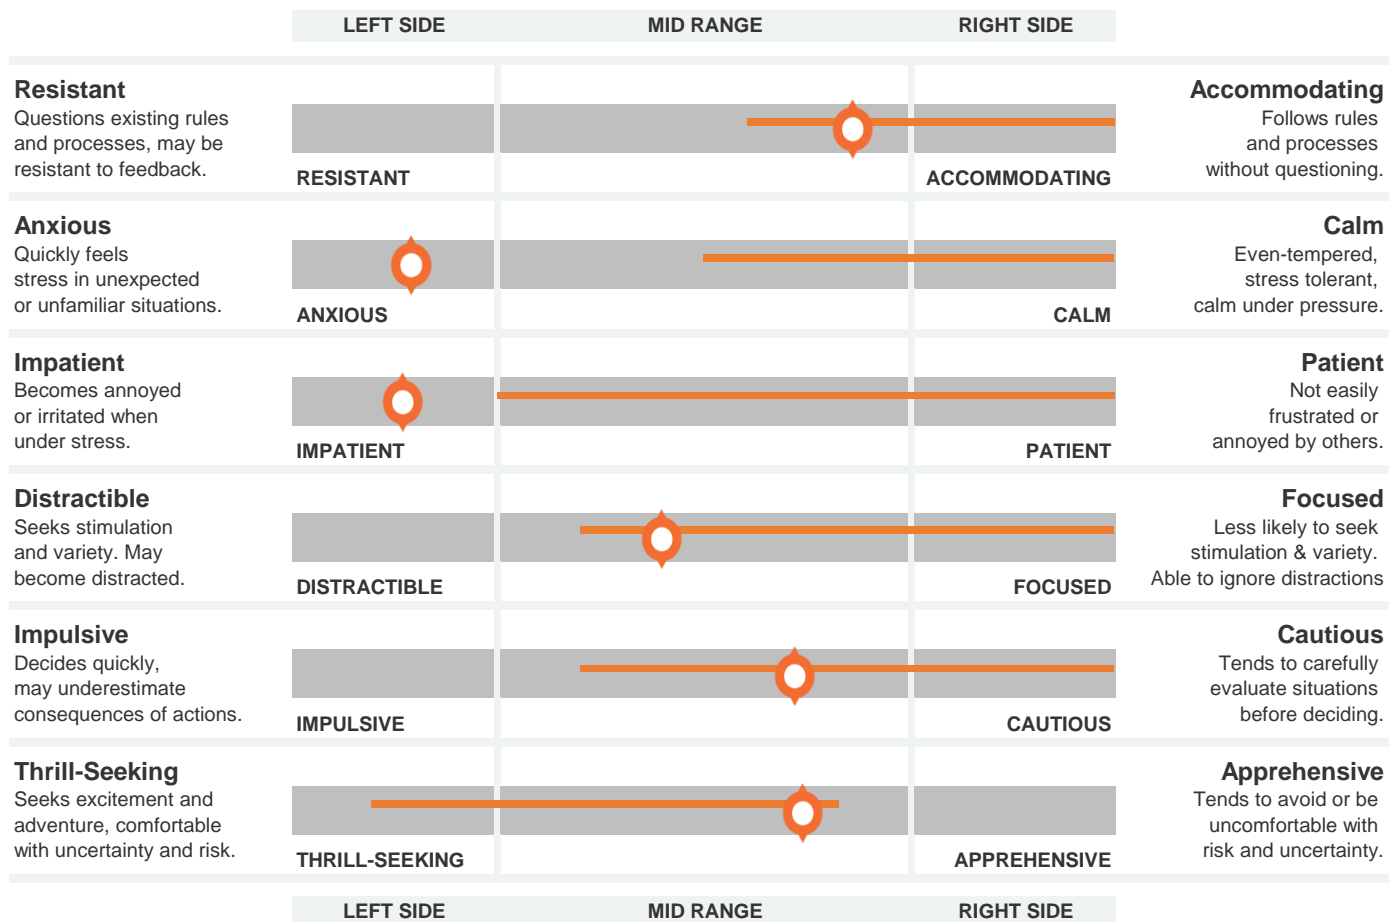 LEFT SIDE MID RANGE RIGHT SIDE
Resistant
Questions existing rules
and processes, may be
resistant to feedback.
RESISTANT
ACCOMMODATING
Accommodating
Follows rules
and processes
without questioning.
Anxious
Quickly feels
stress in unexpected
or unfamiliar situations.
ANXIOUS
CALM
Calm
Even-tempered,
stress tolerant,
calm under pressure.
Impatient
Becomes annoyed
or irritated when
under stress.
IMPATIENT
PATIENT
Patient
Not easily
frustrated or
annoyed by others.
Distractible
Seeks stimulation
and variety. May
become distracted.
DISTRACTIBLE
FOCUSED
Focused
Less likely to seek
stimulation & variety.
Able to ignore distractions
Impulsive
Decides quickly,
may underestimate
consequences of actions.
IMPULSIVE
CAUTIOUS
Cautious
Tends to carefully
evaluate situations
before deciding.
Thrill-Seeking
Seeks excitement and
adventure, comfortable
with uncertainty and risk.
THRILL-SEEKING
APPREHENSIVE
Apprehensive
Tends to avoid or be
uncomfortable with
risk and uncertainty.
LEFT SIDE MID RANGE RIGHT SIDE